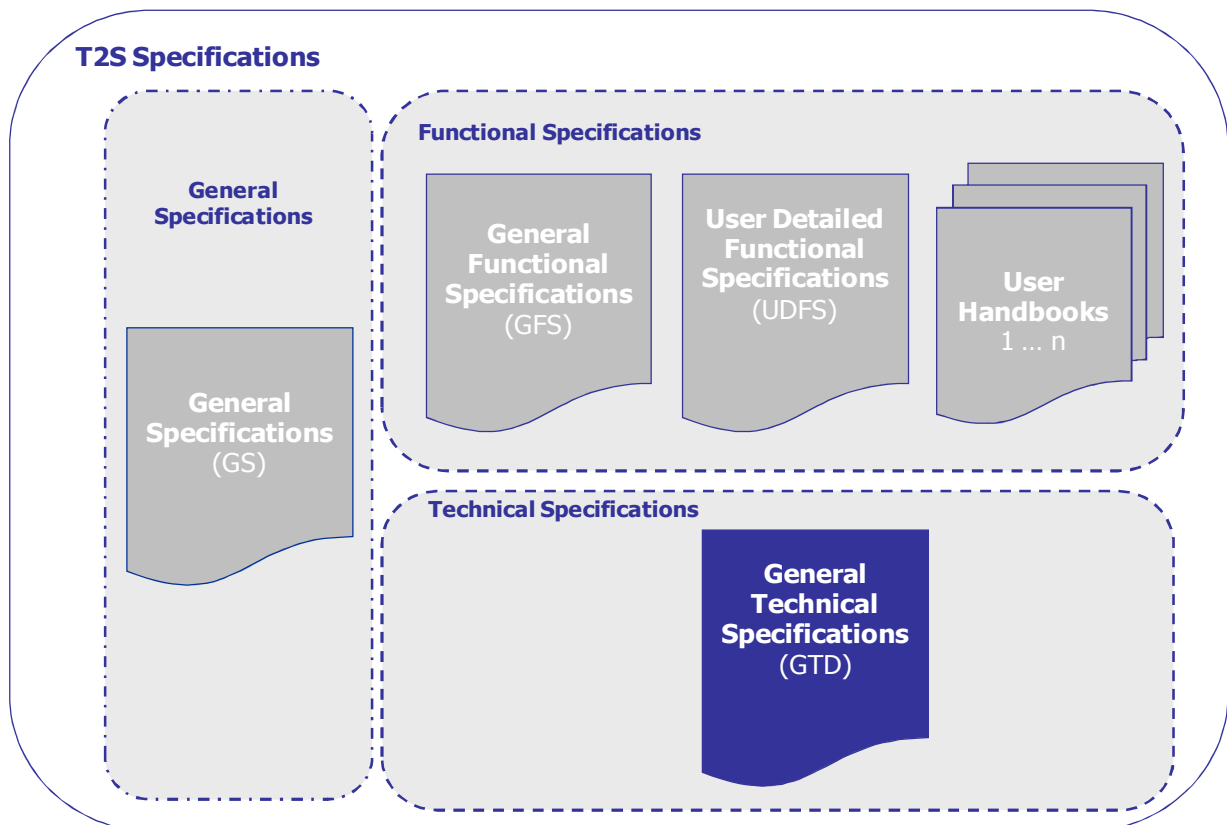 T2S Specifications
General
Specifications
General
Specifications
(GS)
Functional Specifications
General
Functional
Specifications
(GFS)
User Detailed
Functional
Specifications
(UDFS)
User
Handbooks
1 ... n
Technical Specifications
General
Technical
Specifications
(GTD)